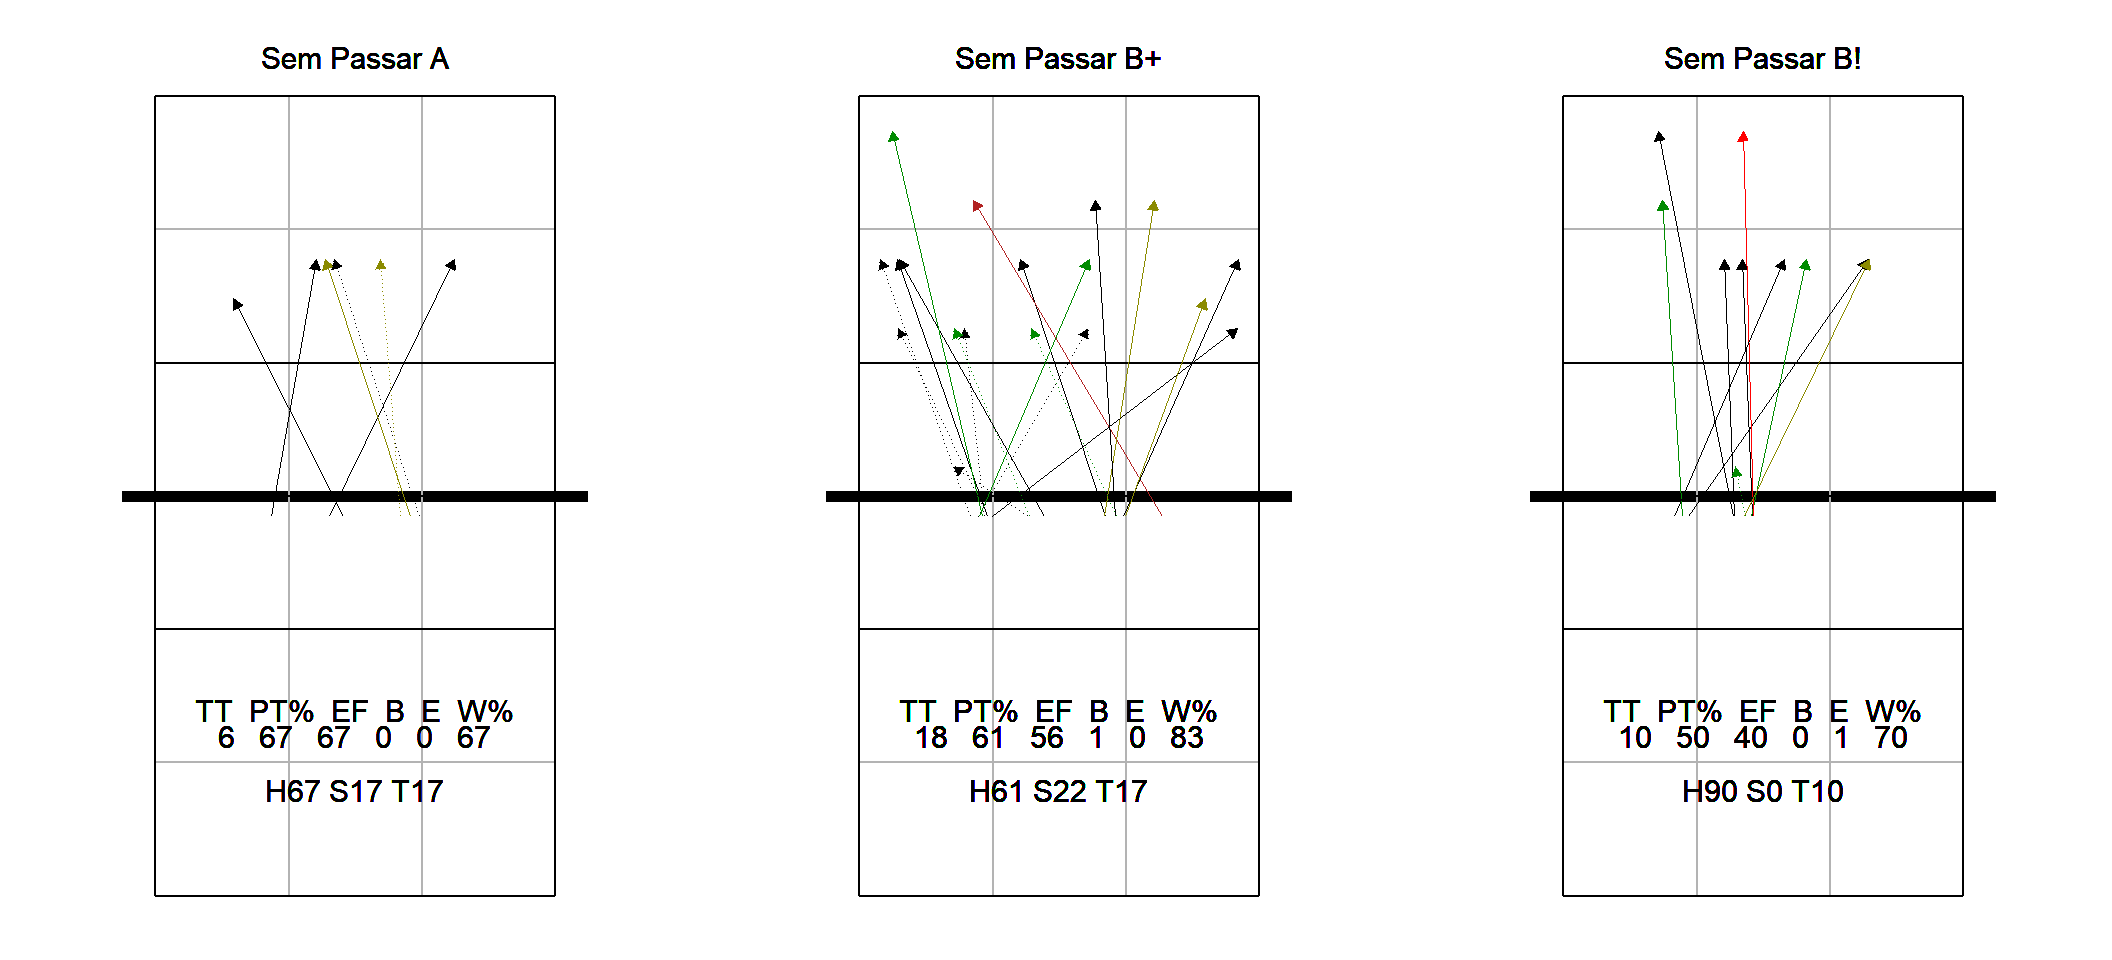 Sem Passar A
TT PT% EF B E W%
6 67 67 0 0 67
H67 S17 T17
Sem Passar B+
TT PT% EF B E W%
18 61 56 1 0 83
H61 S22 T17
Sem Passar B!
TT PT% EF B E W%
10 50 40 0 1 70
H90 S0 T10